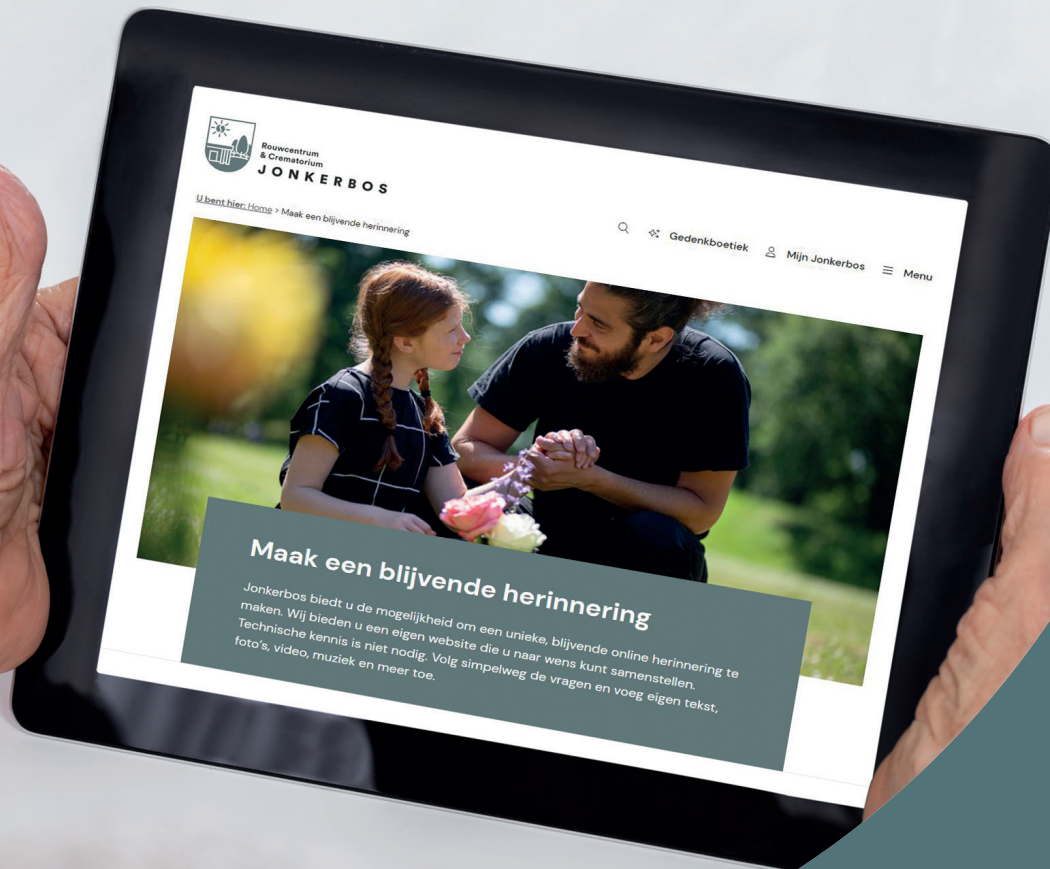 Rouwcentrum
& Crematorium
JONKERBOS
U bent hier: Home > Maak een blijvende herinnering
Gedenkboetiek
Mijn Jonkerbos
Menu
Maak een blijvende herinnering
Jonkerbos biedt u de mogelijkheid om een unieke, blijvende online herinnering te
maken. Wij bieden u een eigen website die u naar wens kunt samenstellen.
Technische kennis is niet nodig. Volg simpelweg de vragen en voeg eigen tekst,
foto's, video, muziek en meer toe.